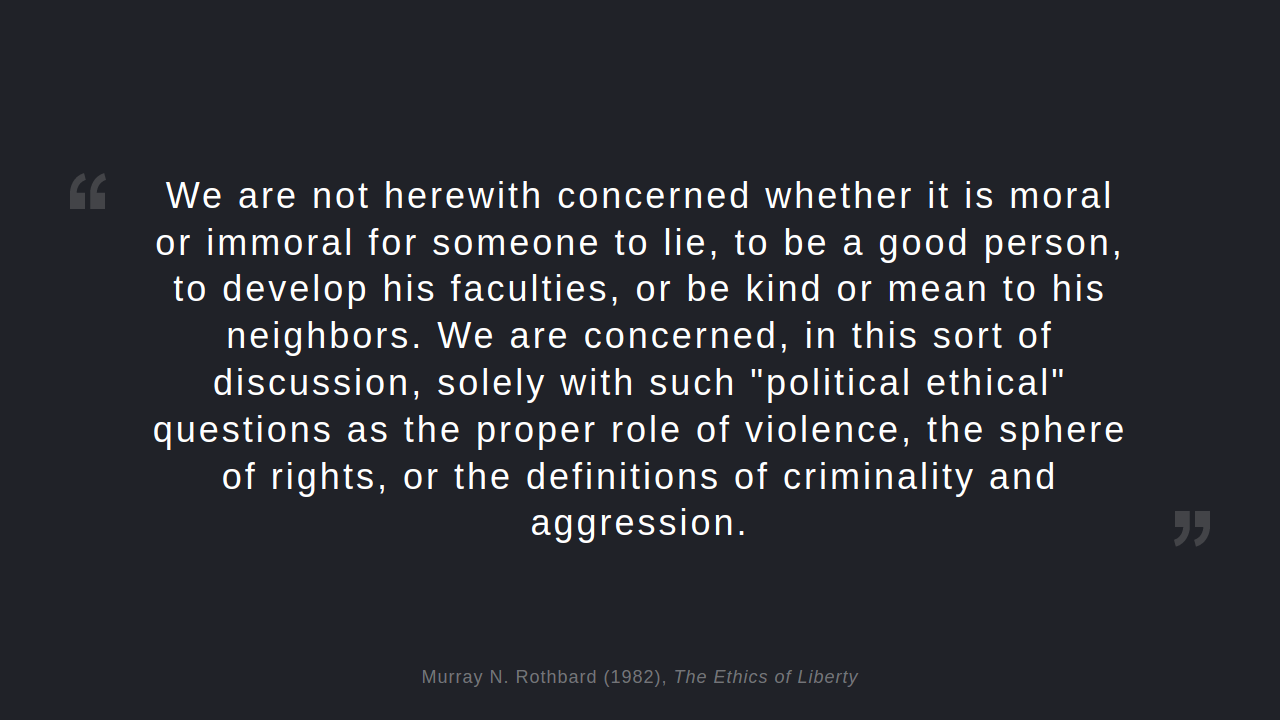 “
We are not herewith concerned whether it is moral
or immoral for someone to lie, to be a good person,
to develop his faculties, or be kind or mean to his
neighbors. We are concerned, in this sort of
discussion, solely with such "political ethical"
questions as the proper role of violence, the sphere
of rights, or the definitions of criminality and
aggression.
”
Murray N. Rothbard (1982), The Ethics of Liberty